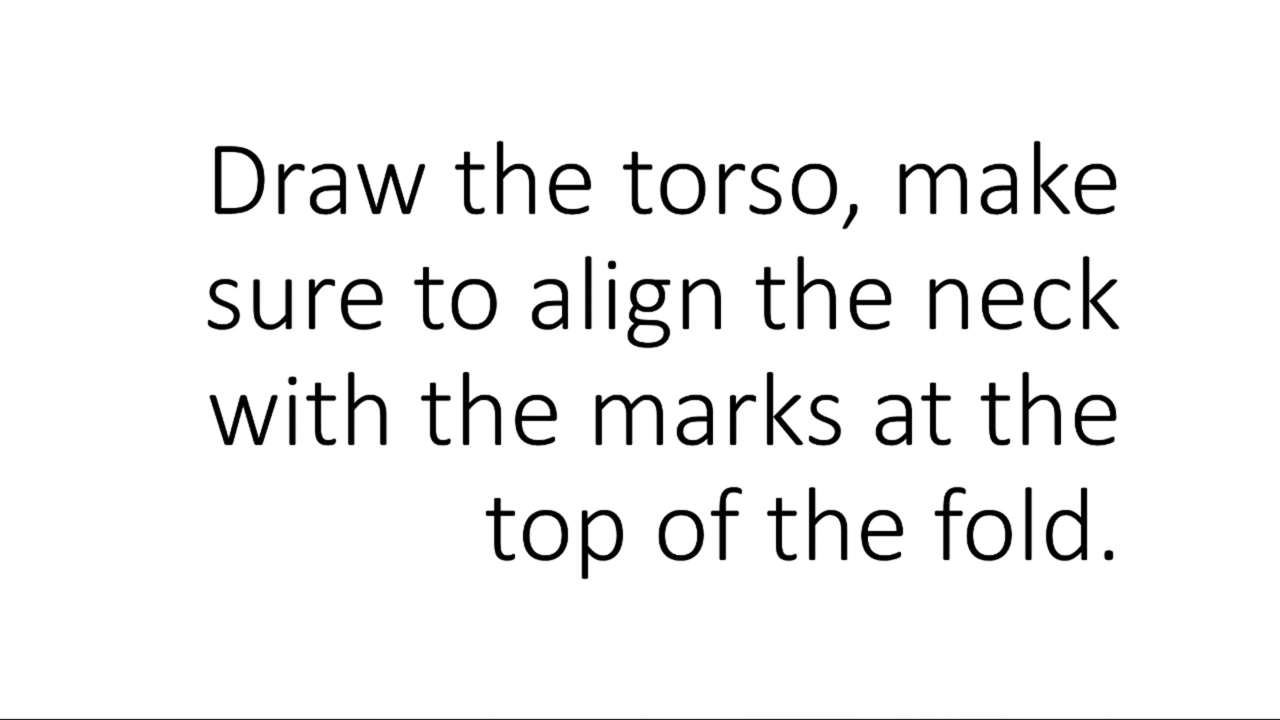 Draw the torso, make
sure to align the neck
with the marks at the
top of the fold.